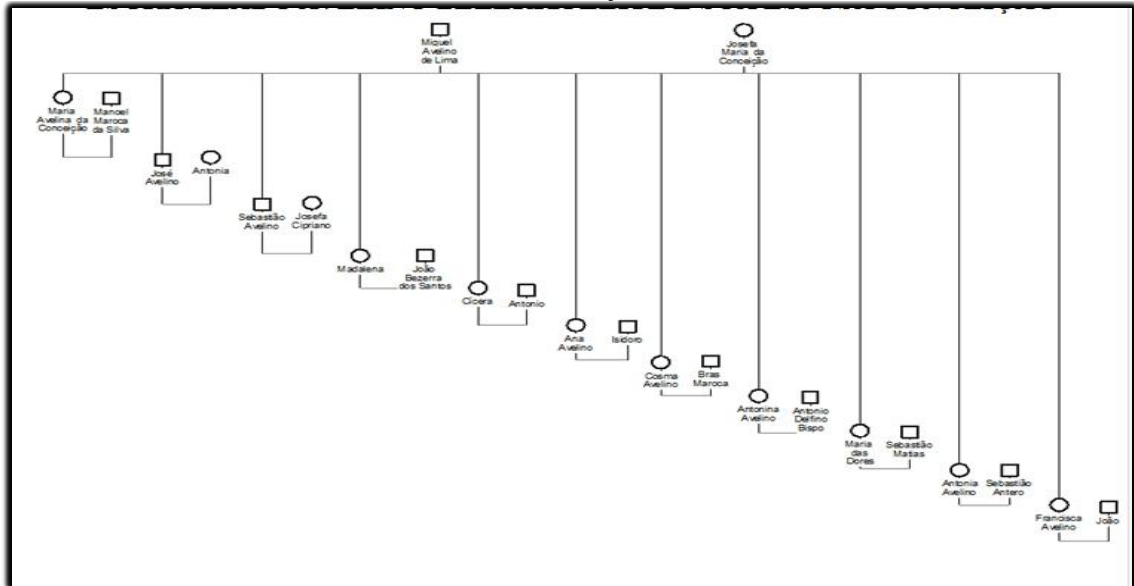 Miguel
Avelino
de Lima
Josefa
Maria da
Conceição
Maria
Avelina da
Conceição
Manoel
Maroca
da Silva
José
Avelino
Antonia
Sebastião
Avelino
Josefa
Cipriano
Madalena
João
Bezerra
dos Santos
Cícera
Antonio
Ana
Avelino
Isidoro
Cosma
Avelino
Bras
Maroca
Antonina
Avelino
Antonio
Delfino
Bispo
Maria
das
Dores
Sebastião
Matias
Antonia
Avelino
Sebastião
Antero
Francisca
Avelino
João